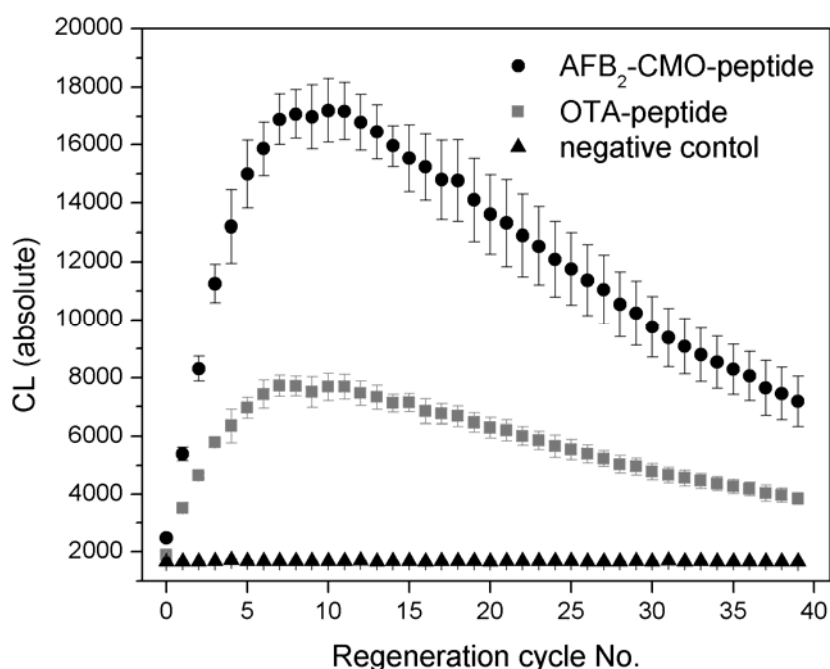 20000
18000
16000
14000
12000
10000
8000
6000
4000
2000
CL (absolute)
AFB₂-CMO-peptide
OTA-peptide
negative contol
0 5 10 15 20 25 30 35 40
Regeneration cycle No.